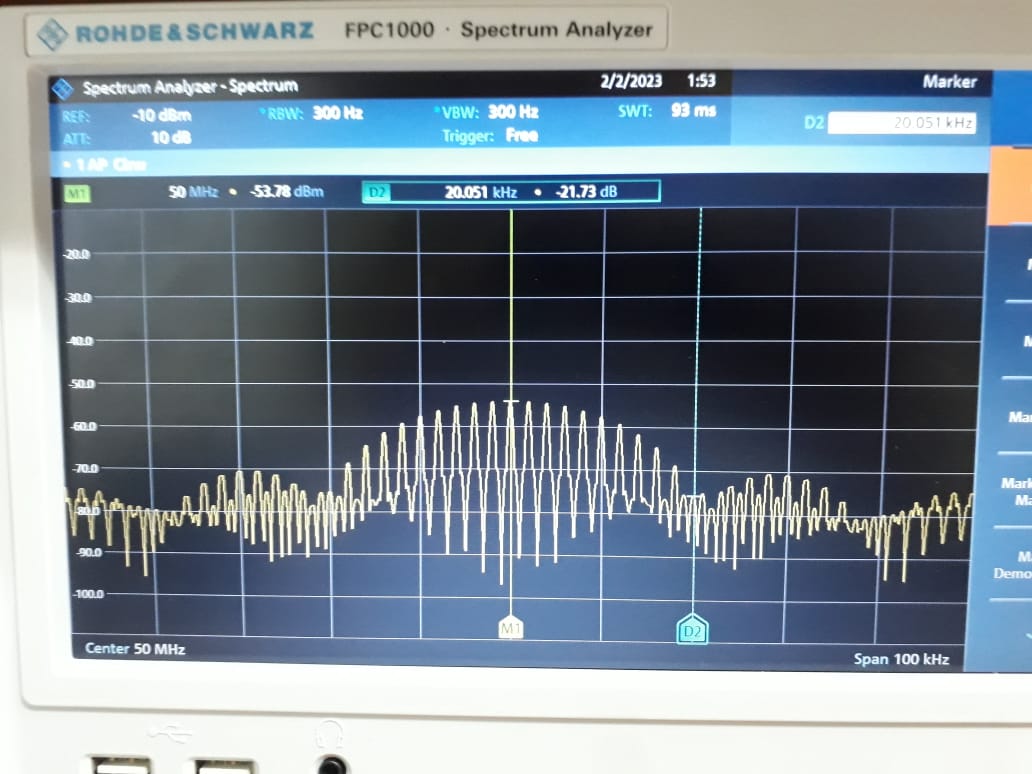 ROHDE&SCHWARZ FPC1000 · Spectrum Analyzer
Spectrum Analyzer - Spectrum 2/2/2023 1:53 Marker
REF: -10 dBm *RBW: 300 Hz *VBW: 300 Hz SWT: 93 ms
ATT: 10 dB Trigger: Free D2 20.051 kHz
• 1 AP Clrw
M1 50 MHz • -53.78 dBm D2 20.051 kHz • -21.73 dB
-20.0
-30.0
-40.0
-50.0
-60.0
-70.0
-80.0
-90.0
-100.0
M1 D2
Center 50 MHz Span 100 kHz
M
M
Mar
Mark
Ma
M
Demo